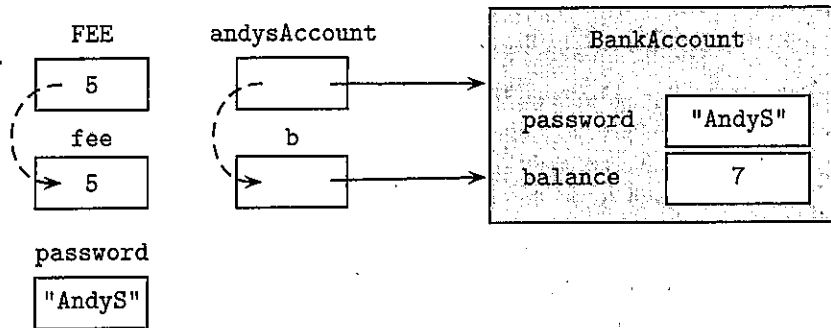 FEE
andysAccount
BankAccount
5
password
"AndyS"
fee
b
balance
7
5
password
"AndyS"